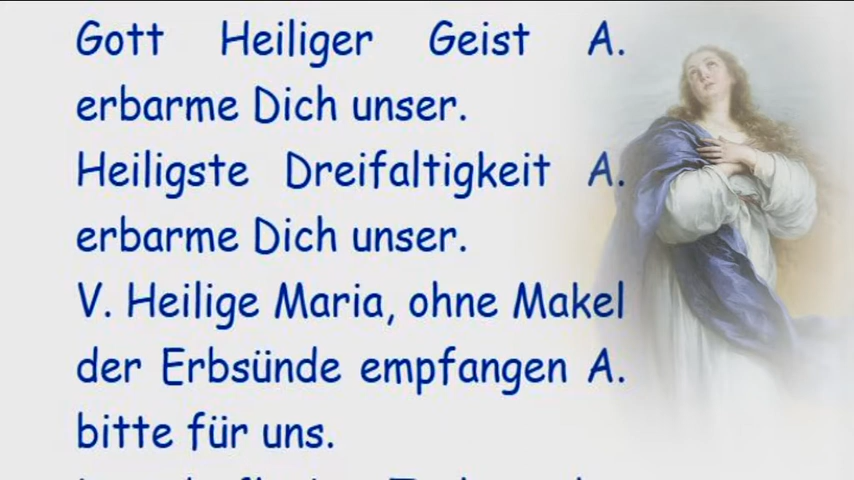 Gott Heiliger Geist A.
erbarme Dich unser.
Heiligste Dreifaltigkeit A.
erbarme Dich unser.
V. Heilige Maria, ohne Makel
der Erbsünde empfangen A.
bitte für uns.